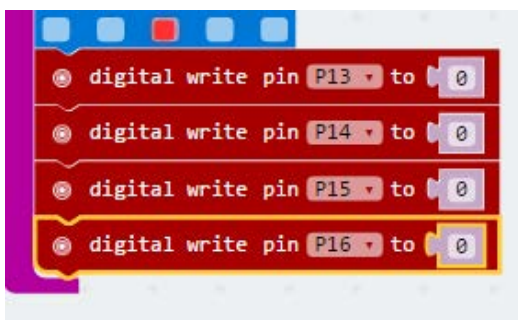 digital write pin P13 to 0
digital write pin P14 to 0
digital write pin P15 to 0
digital write pin P16 to 0